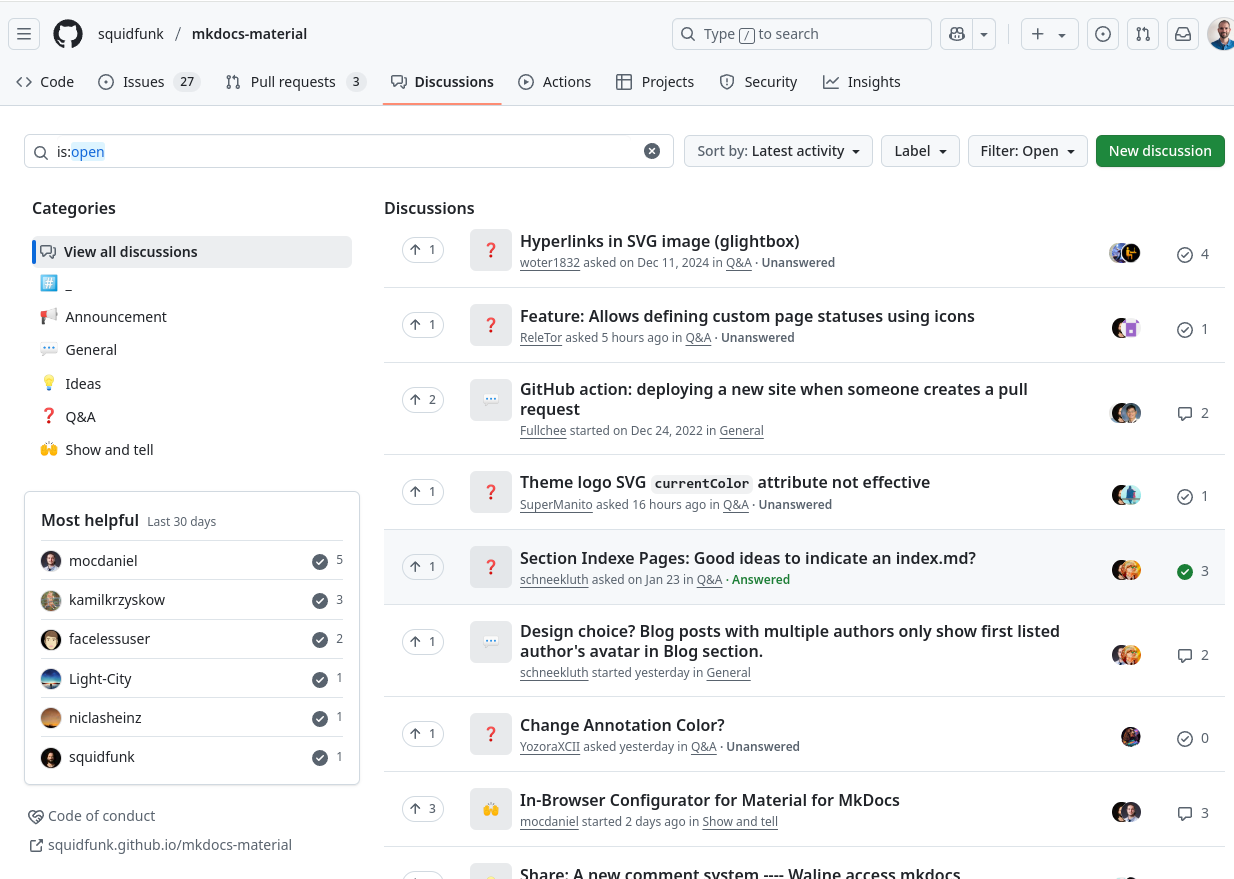 squidfunk / mkdocs-material
Type / to search
Code
Issues 27
Pull requests 3
Discussions
Actions
Projects
Security
Insights
is:open
Sort by: Latest activity
Label
Filter: Open
New discussion
Categories
View all discussions
_
Announcement
General
Ideas
Q&A
Show and tell
Most helpful Last 30 days
mocdaniel 5
kamilkrzyskow 3
facelessuser 2
Light-City 1
niclasheinz 1
squidfunk 1
Code of conduct
squidfunk.github.io/mkdocs-material
Discussions
1
Hyperlinks in SVG image (glightbox)
woter1832 asked on Dec 11, 2024 in Q&A · Unanswered
4
1
Feature: Allows defining custom page statuses using icons
ReleTor asked 5 hours ago in Q&A · Unanswered
1
2
GitHub action: deploying a new site when someone creates a pull
request
Fullchee started on Dec 24, 2022 in General
2
1
Theme logo SVG currentColor attribute not effective
SuperManito asked 16 hours ago in Q&A · Unanswered
1
1
Section Indexe Pages: Good ideas to indicate an index.md?
schneekluth asked on Jan 23 in Q&A · Answered
3
1
Design choice? Blog posts with multiple authors only show first listed
author's avatar in Blog section.
schneekluth started yesterday in General
2
1
Change Annotation Color?
YozoraXCII asked yesterday in Q&A · Unanswered
0
3
In-Browser Configurator for Material for MkDocs
mocdaniel started 2 days ago in Show and tell
3
Share: A new comment system ---- Waline access mkdocs